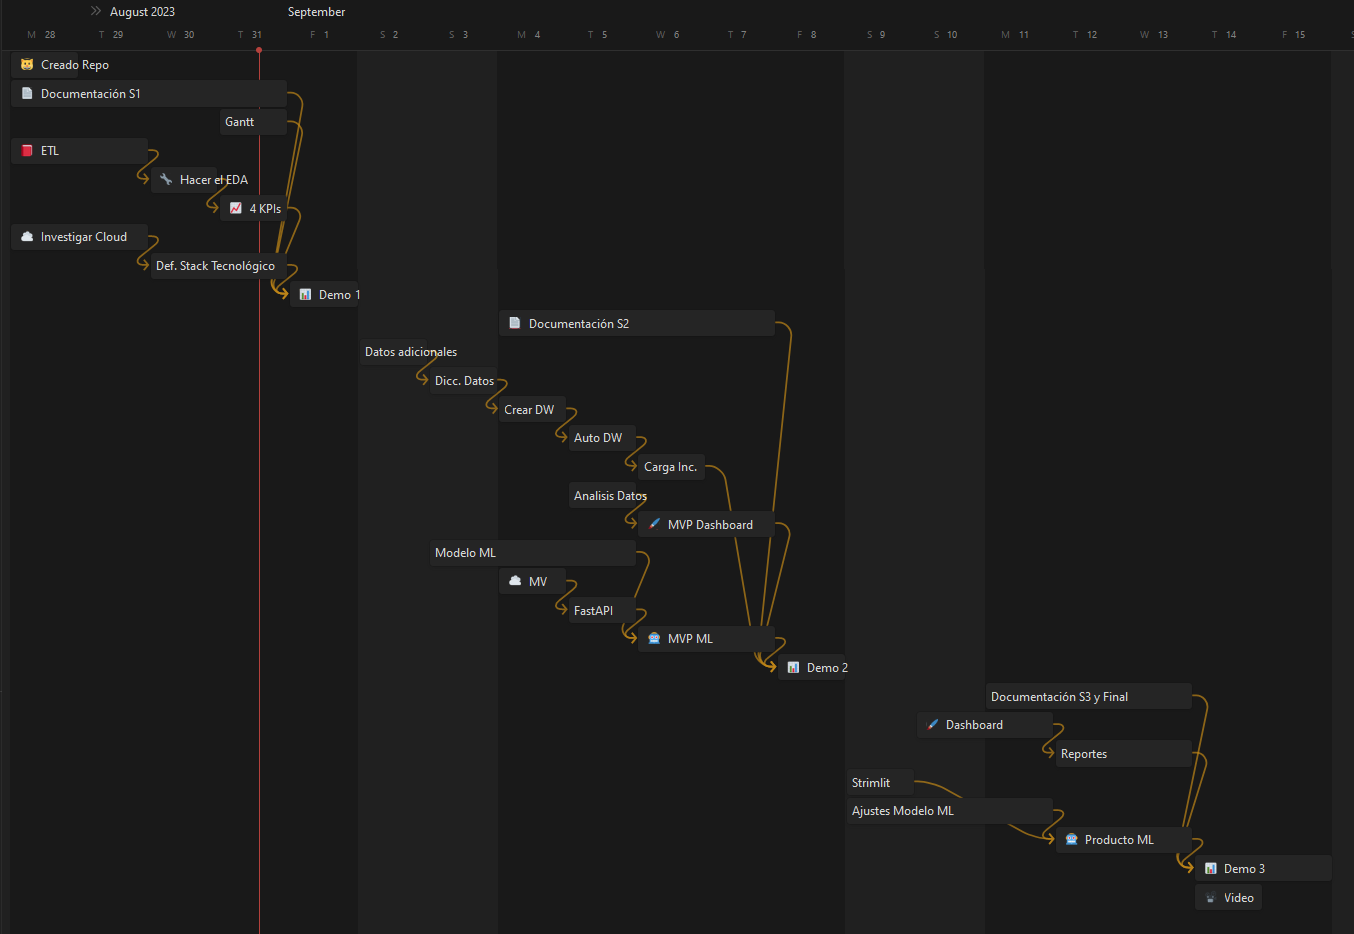 August 2023 September
M 28 T 29 W 30 T 31 F 1 S 2 S 3 M 4 T 5 W 6 T 7 F 8 S 9 S 10 M 11 T 12 W 13 T 14 F 15 S
Creado Repo
Documentación S1
Gantt
ETL
Hacer el EDA
4 KPIs
Investigar Cloud
Def. Stack Tecnológico
Demo 1
Documentación S2
Datos adicionales
Dicc. Datos
Crear DW
Auto DW
Carga Inc.
Analisis Datos
MVP Dashboard
Modelo ML
MV
FastAPI
MVP ML
Demo 2
Documentación S3 y Final
Dashboard
Reportes
Strimlit
Ajustes Modelo ML
Producto ML
Demo 3
Video